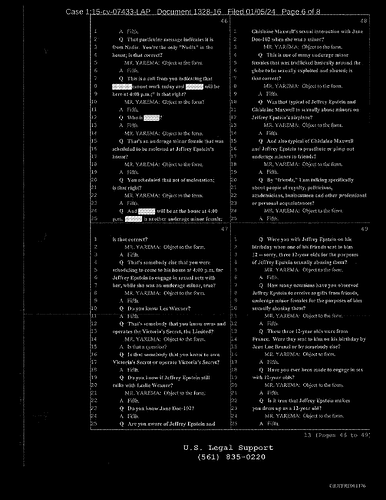 Case 1:15-cv-07433-LAP Document 1328-16 Filed 01/05/24 Page 6 of 8
46
1 A Fifth.
2 Q That particular message indicates it is
3 from Nadia. You're the only "Nadia" in the
4 house; is that correct?
5 MR. YAREMA: Object to the form.
6 A Fifth.
7 Q This is a call from you indicating that
8 cannot work today and will be
9 here at 4:00 p.m.; is that right?
10 MR. YAREMA: Object to the form.
11 A Fifth.
12 Q Who is ?
13 A Fifth.
14 MR. YAREMA: Object to the form.
15 Q That's an underage minor female that was
16 scheduled to be molested at Jeffrey Epstein's
17 house?
18 MR. YAREMA: Object to the form.
19 A Fifth.
20 Q You scheduled that act of molestation;
21 is that right?
22 MR. YAREMA: Object to the form.
23 A Fifth.
24 Q And will be at the house at 4:00
25 p.m. is another underage minor female;
47
1 is that correct?
2 MR. YAREMA: Object to the form.
3 A Fifth.
4 Q That's somebody else that you were
5 scheduling to come to his house at 4:00 p.m. for
6 Jeffrey Epstein to engage in sexual acts with
7 her, while she was an underage minor, true?
8 MR. YAREMA: Object to the form.
9 A Fifth.
10 Q Do you know Les Wexner?
11 A Fifth.
12 Q That's somebody that you know owns and
13 operates the Victoria's Secret, the Limited?
14 MR. YAREMA: Object to the form.
15 A Is that a question?
16 Q Is that somebody that you know to own
17 Victoria's Secret or operate Victoria's Secret?
18 A Fifth.
19 Q Do you know if Jeffrey Epstein still
20 talks with Leslie Wexner?
21 MR. YAREMA: Object to the form.
22 A Fifth.
23 Q Do you know Jane Doe-102?
24 A Fifth.
25 Q Are you aware of Jeffrey Epstein and
48
1 Ghislaine Maxwell's sexual interaction with Jane
2 Doe-102 when she was a minor?
3 MR. YAREMA: Object to the form.
4 A Fifth.
5 Q This is one of many underage minor
6 females that was trafficked basically around the
7 globe to be sexually exploited and abused; is
8 that correct?
9 MR. YAREMA: Object to the form.
10 A Fifth.
11 Q Was that typical of Jeffrey Epstein and
12 Ghislaine Maxwell to sexually abuse minors on
13 Jeffrey Epstein's airplane?
14 MR. YAREMA: Object to the form.
15 A Fifth.
16 Q And also typical of Ghislaine Maxwell
17 and Jeffrey Epstein to prostitute or pimp out
18 underage minors to friends?
19 MR. YAREMA: Object to the form.
20 A Fifth.
21 Q By "friends," I am talking specifically
22 about people of royalty, politicians,
23 academicians, businessmen and other professional
24 or personal acquaintances?
25 MR. YAREMA: Object to the form.
49
1 Q Were you with Jeffrey Epstein on his
2 birthday when one of his friends sent to him
3 12 -- sorry, three 12-year-olds for the purposes
4 of Jeffrey Epstein sexually abusing them?
5 MR. YAREMA: Object to the form.
6 A Fifth.
7 Q How many occasions have you observed
8 Jeffrey Epstein to receive as gifts from friends,
9 underage minor females for the purposes of him
10 sexually abusing them?
11 MR. YAREMA: Object to the form.
12 A Fifth.
13 Q These three 12-year-olds were from
14 France. Were they sent to him on his birthday by
15 Jean Luc Brunel or by somebody else?
16 MR. YAREMA: Object to the form.
17 A Fifth.
18 Q Have you ever been made to engage in sex
19 with 12-year-olds?
20 MR. YAREMA: Object to the form.
21 A Fifth.
22 Q Is it true that Jeffrey Epstein makes
23 you dress up as a 12-year-old?
24 MR. YAREMA: Object to the form.
25 A Fifth.
13 (Pages 46 to 49)
U.S. Legal Support
(561) 835-0220